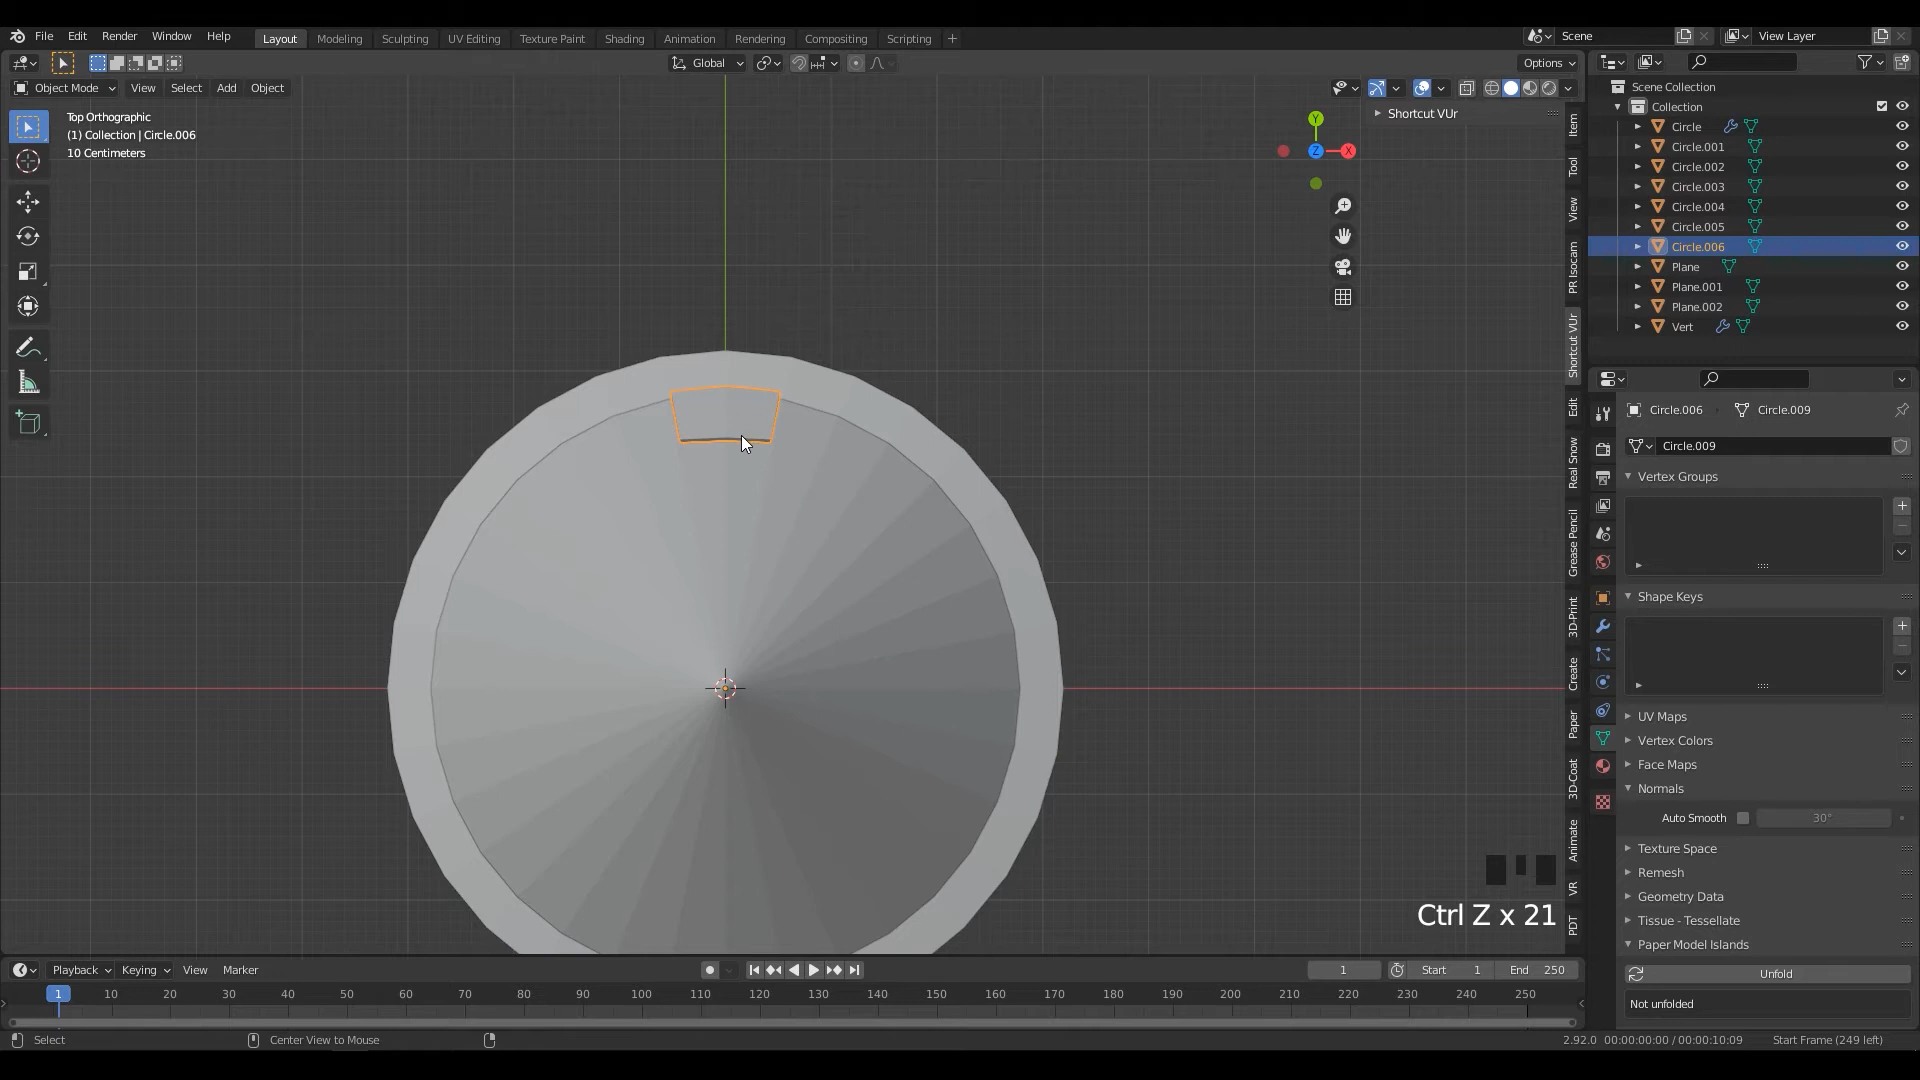 File Edit Render Window Help
Layout Modeling Sculpting UV Editing Texture Paint Shading Animation Rendering Compositing Scripting +
Scene
View Layer
Global
Options
Object Mode View Select Add Object
Top Orthographic
(1) Collection | Circle.006
10 Centimeters
Y
Z
X
Shortcut VUr
Item
Tool
View
PR Isocam
Shortcut VUr
Edit
Real Snow
Grease Pencil
3D-Print
Create
Paper
3D-Coat
Animate
VR
PDT
Scene Collection
Collection
Circle
Circle.001
Circle.002
Circle.003
Circle.004
Circle.005
Circle.006
Plane
Plane.001
Plane.002
Vert
Circle.006 › Circle.009
Circle.009
Vertex Groups
Shape Keys
UV Maps
Vertex Colors
Face Maps
Normals
Auto Smooth 30°
Texture Space
Remesh
Geometry Data
Tissue - Tessellate
Paper Model Islands
Unfold
Not unfolded
Ctrl Z x 21
Playback Keying View Marker
1
Start 1
End 250
1 10 20 30 40 50 60 70 80 90 100 110 120 130 140 150 160 170 180 190 200 210 220 230 240 250
Select
Center View to Mouse
2.92.0 00:00:00:00 / 00:00:10:09 Start Frame (249 left)